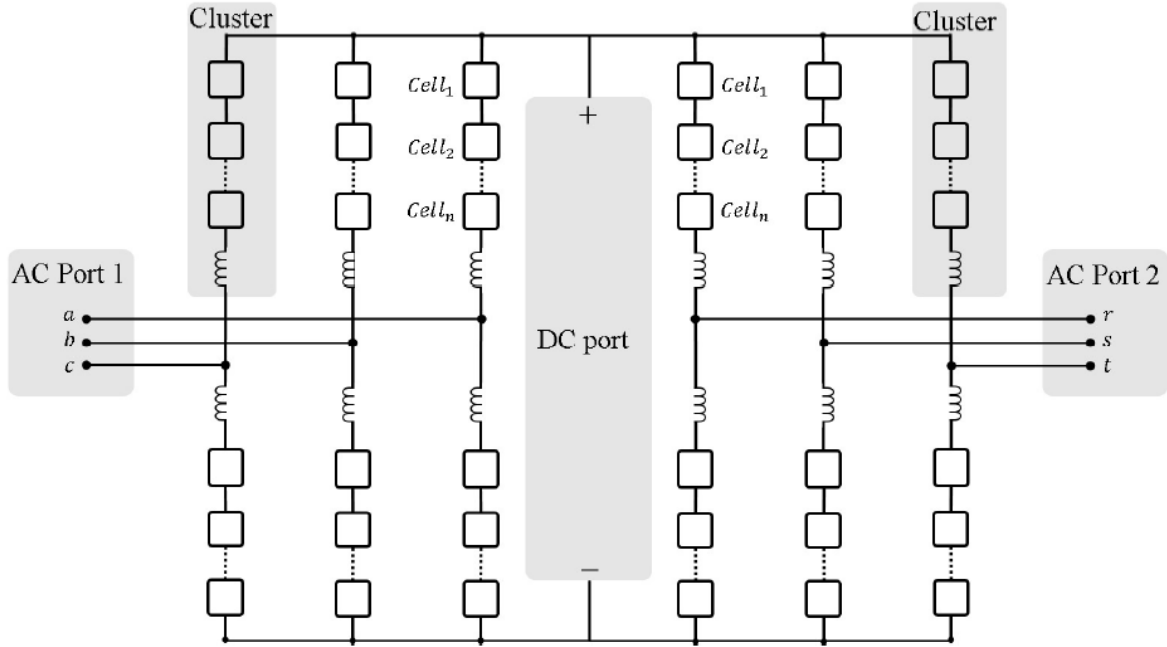 Cluster
Cluster
Cell₁
Cell₁
+
Cell₂
Cell₂
Cellₙ
Cellₙ
AC Port 1
a
b
c
DC port
AC Port 2
r
s
t
−